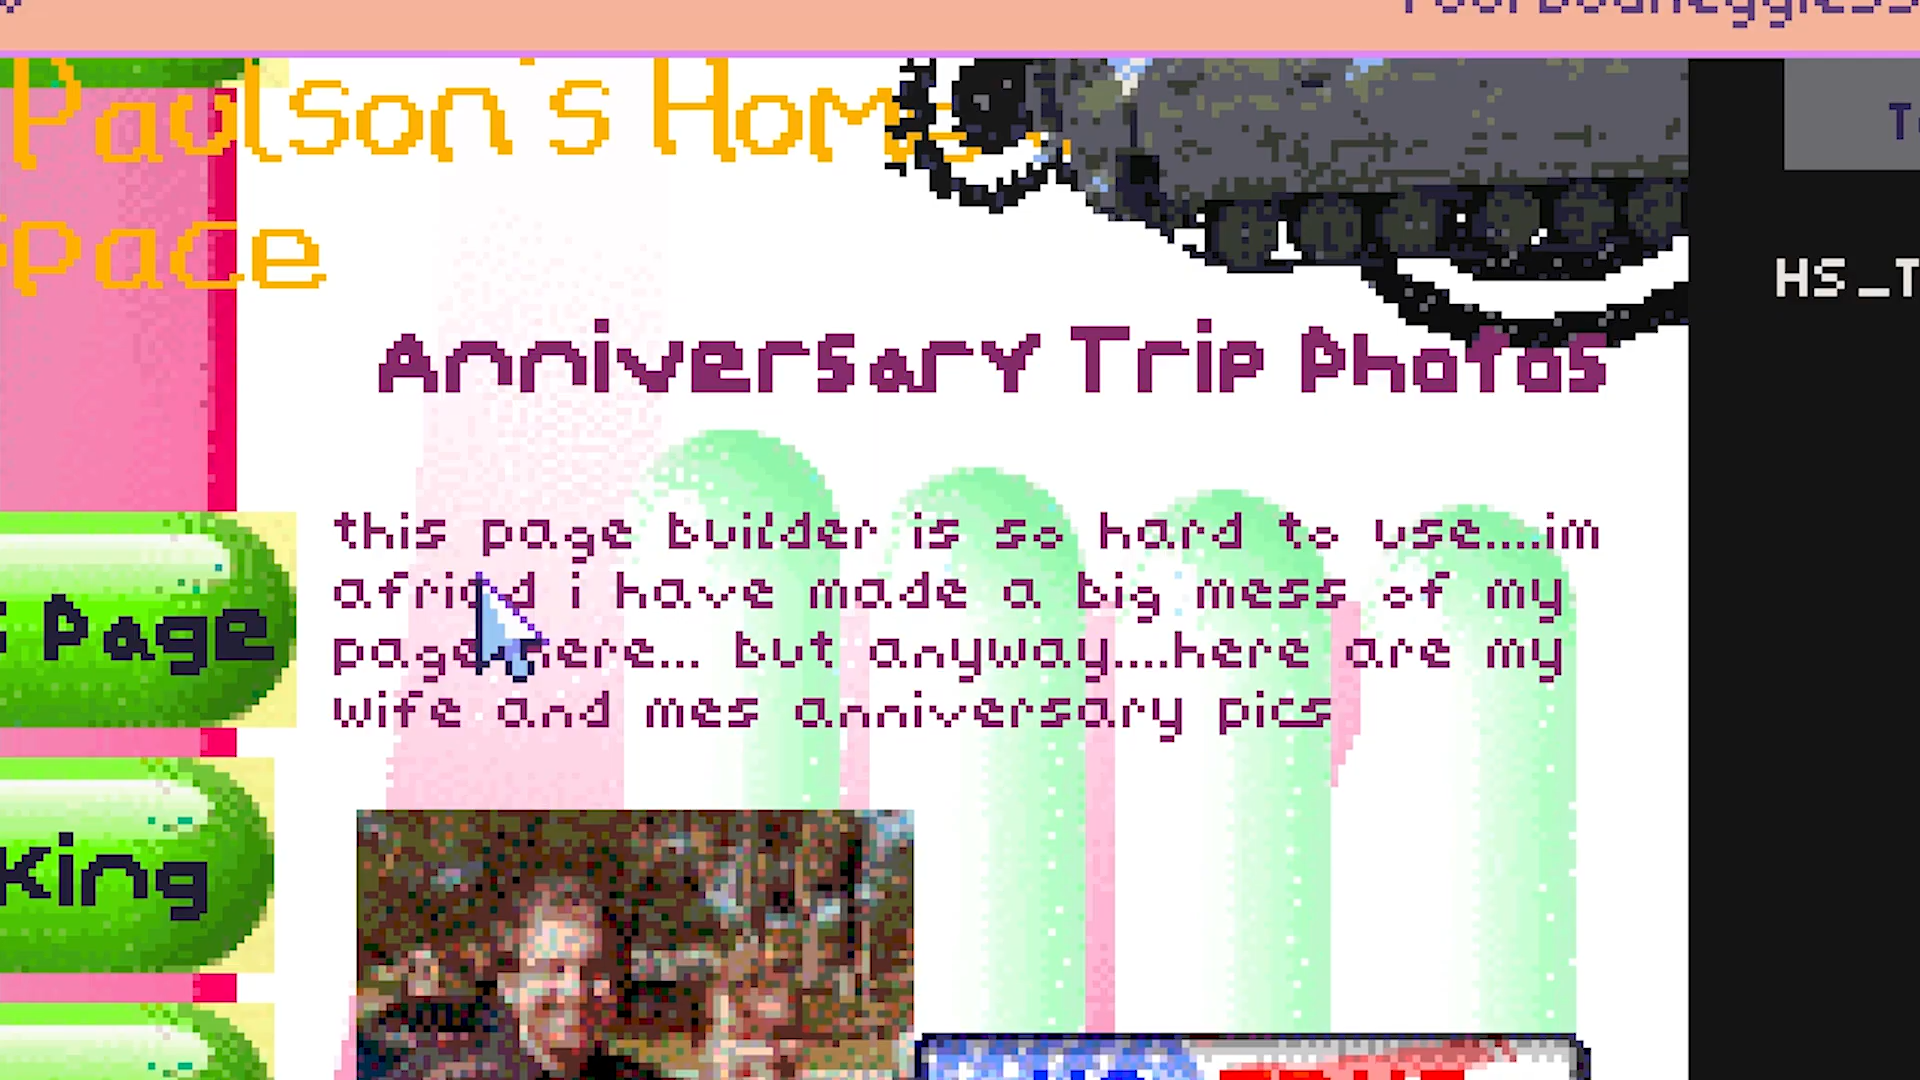 Paulson's
space
Anniversary Trip Photos
this page builder is so hard to use....im
afriad i have made a big mess of my
page here... but anyway....here are my
wife and mes anniversary pics
Page
King
HS_T